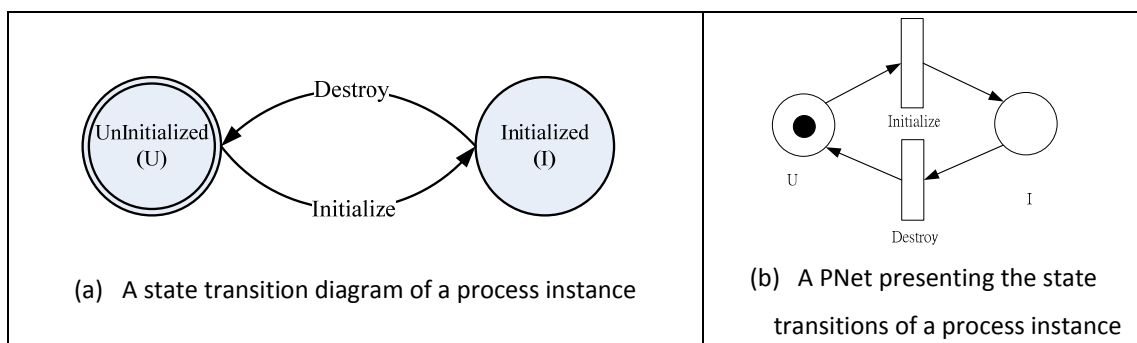 Destroy
UnInitialized
(U)
Initialized
(I)
Initialize
(a) A state transition diagram of a process instance
Initialize
U
I
Destroy
(b) A PNet presenting the state
transitions of a process instance